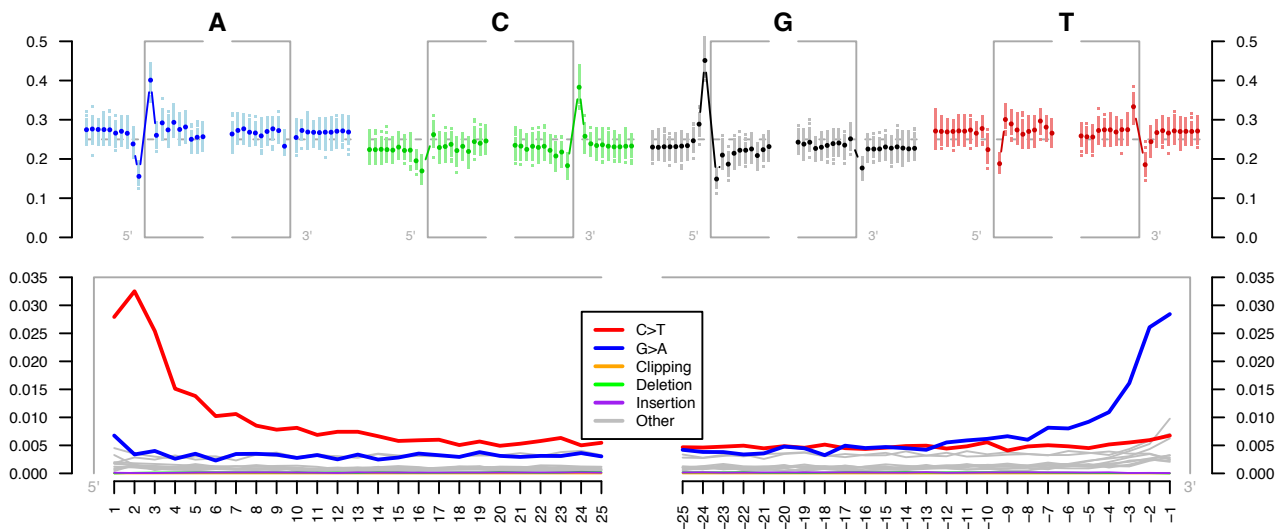 A C G T
0.5 0.5
0.4 0.4
0.3 0.3
0.2 0.2
0.1 0.1
0.0 0.0
5' 3' 5' 3' 5' 3' 5' 3'
0.035 0.035
0.030 0.030
0.025 0.025
0.020 0.020
0.015 0.015
0.010 0.010
0.005 0.005
0.000 0.000
C>T
G>A
Clipping
Deletion
Insertion
Other
5' 3'
1 2 3 4 5 6 7 8 9 10 11 12 13 14 15 16 17 18 19 20 21 22 23 24 25
−25 −24 −23 −22 −21 −20 −19 −18 −17 −16 −15 −14 −13 −12 −11 −10 −9 −8 −7 −6 −5 −4 −3 −2 −1